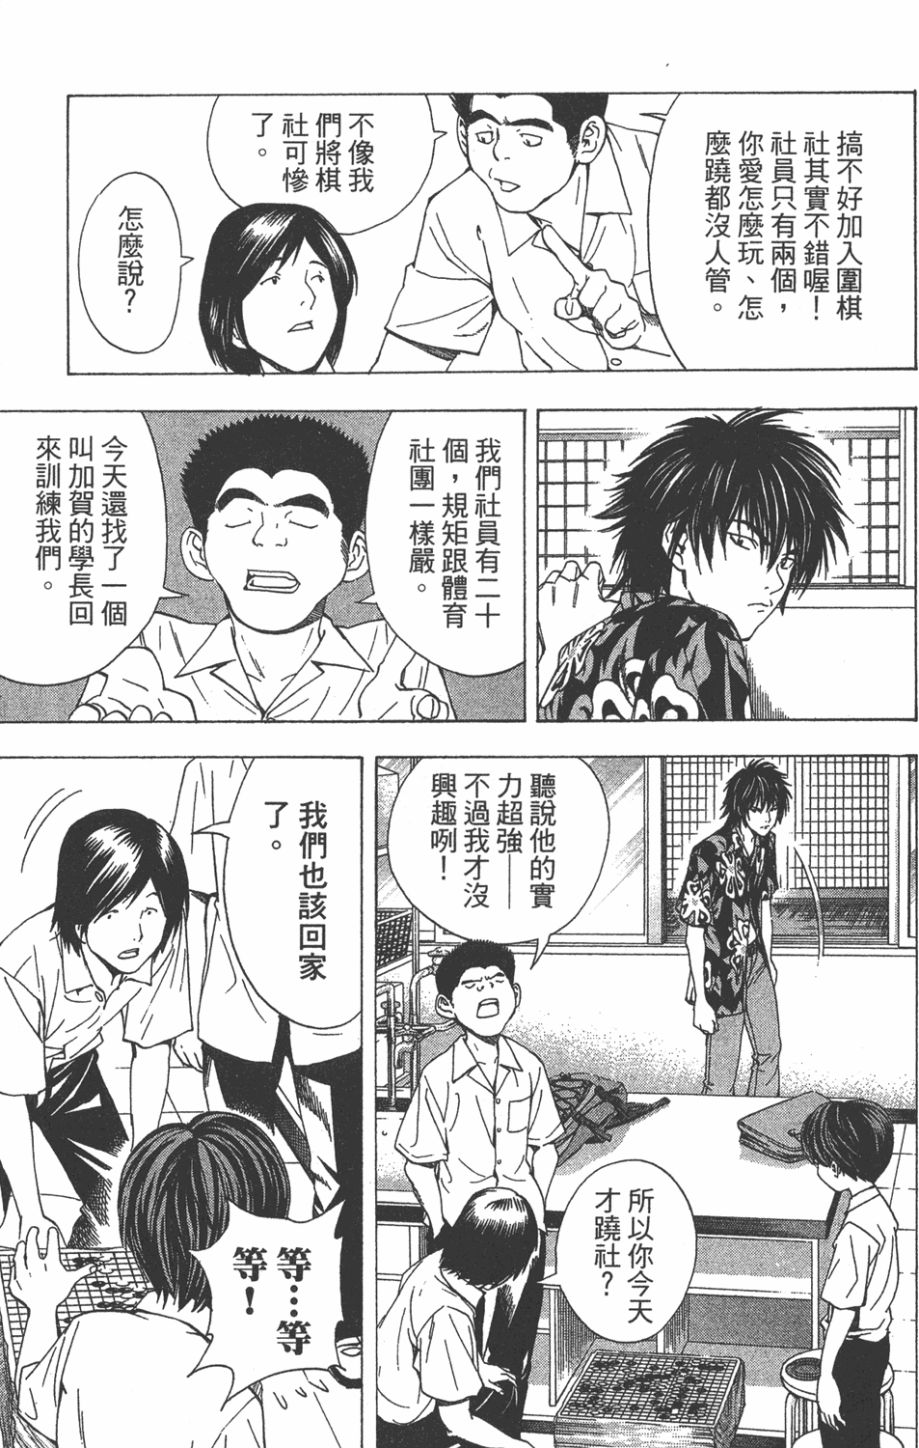 搞不好加入圍棋
社其實不錯喔！
社員只有兩個，
你愛怎麼玩、怎
麼蹺都沒人管。
不像我
們將棋
社可慘
了。
怎麼說？
我們社員有二十
個，規矩跟體育
社團一樣嚴。
今天還找了一個
叫加賀的學長回
來訓練我們。
聽說他的實
力超強——
不過我才沒
興趣咧！
所以你今天
才蹺社？
我們也該回家
了。
等…等
等！